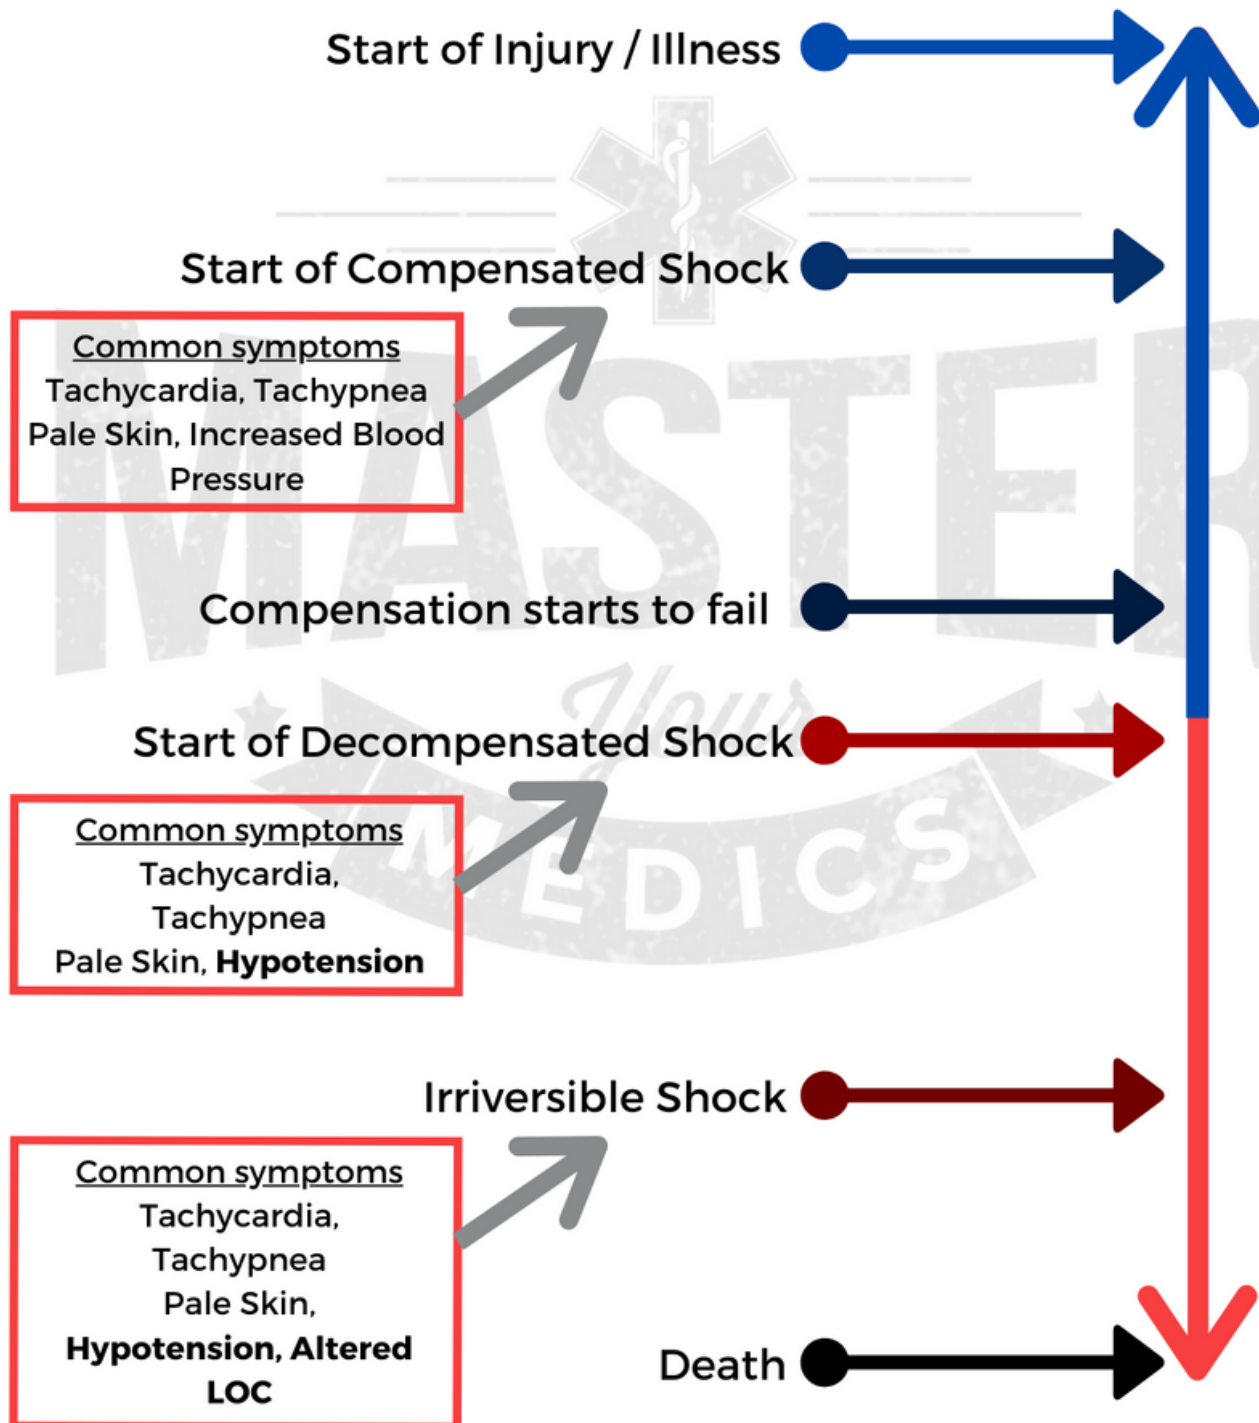 Start of Injury / Illness
Start of Compensated Shock
Common symptoms
Tachycardia, Tachypnea
Pale Skin, Increased Blood
Pressure
MASTER
Compensation starts to fail
Your
Start of Decompensated Shock
MEDICS
Common symptoms
Tachycardia,
Tachypnea
Pale Skin, Hypotension
Irriversible Shock
Common symptoms
Tachycardia,
Tachypnea
Pale Skin,
Hypotension, Altered
LOC
Death